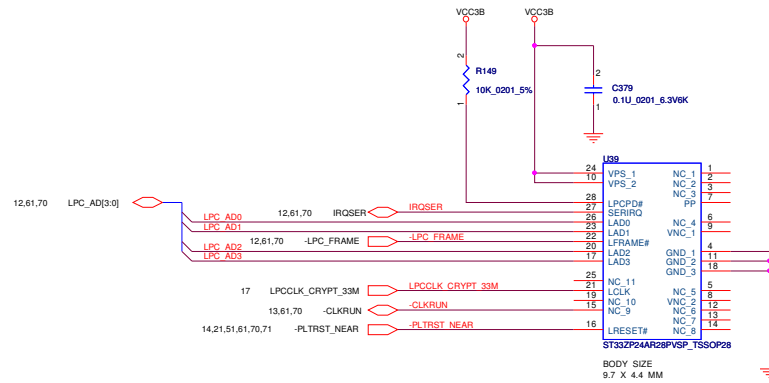 VCC3B
VCC3B
2
R149
10K_0201_5%
1
2
C379
0.1U_0201_6.3V6K
1
U39
24 VPS_1 NC_1 1
10 VPS_2 NC_2 2
NC_3 3
28 LPCPD# PP 7
12,61,70 LPC_AD[3:0]
12,61,70 IRQSER IRQSER 27 SERIRQ
LPC_AD0 26 LAD0 NC_4 6
LPC_AD1 23 LAD1 VNC_1 9
12,61,70 -LPC_FRAME -LPC_FRAME 22 LFRAME#
LPC_AD2 20 LAD2 GND_1 4
LPC_AD3 17 LAD3 GND_2 11
GND_3 18
25 NC_11
17 LPCCLK_CRYPT_33M LPCCLK_CRYPT_33M 21 LCLK NC_5 5
19 NC_10 VNC_2 8
13,61,70 -CLKRUN -CLKRUN 15 NC_9 NC_6 12
NC_7 13
14,21,51,61,70,71 -PLTRST_NEAR -PLTRST_NEAR 16 LRESET# NC_8 14
ST33ZP24AR28PVSP_TSSOP28
BODY SIZE
9.7 X 4.4 MM